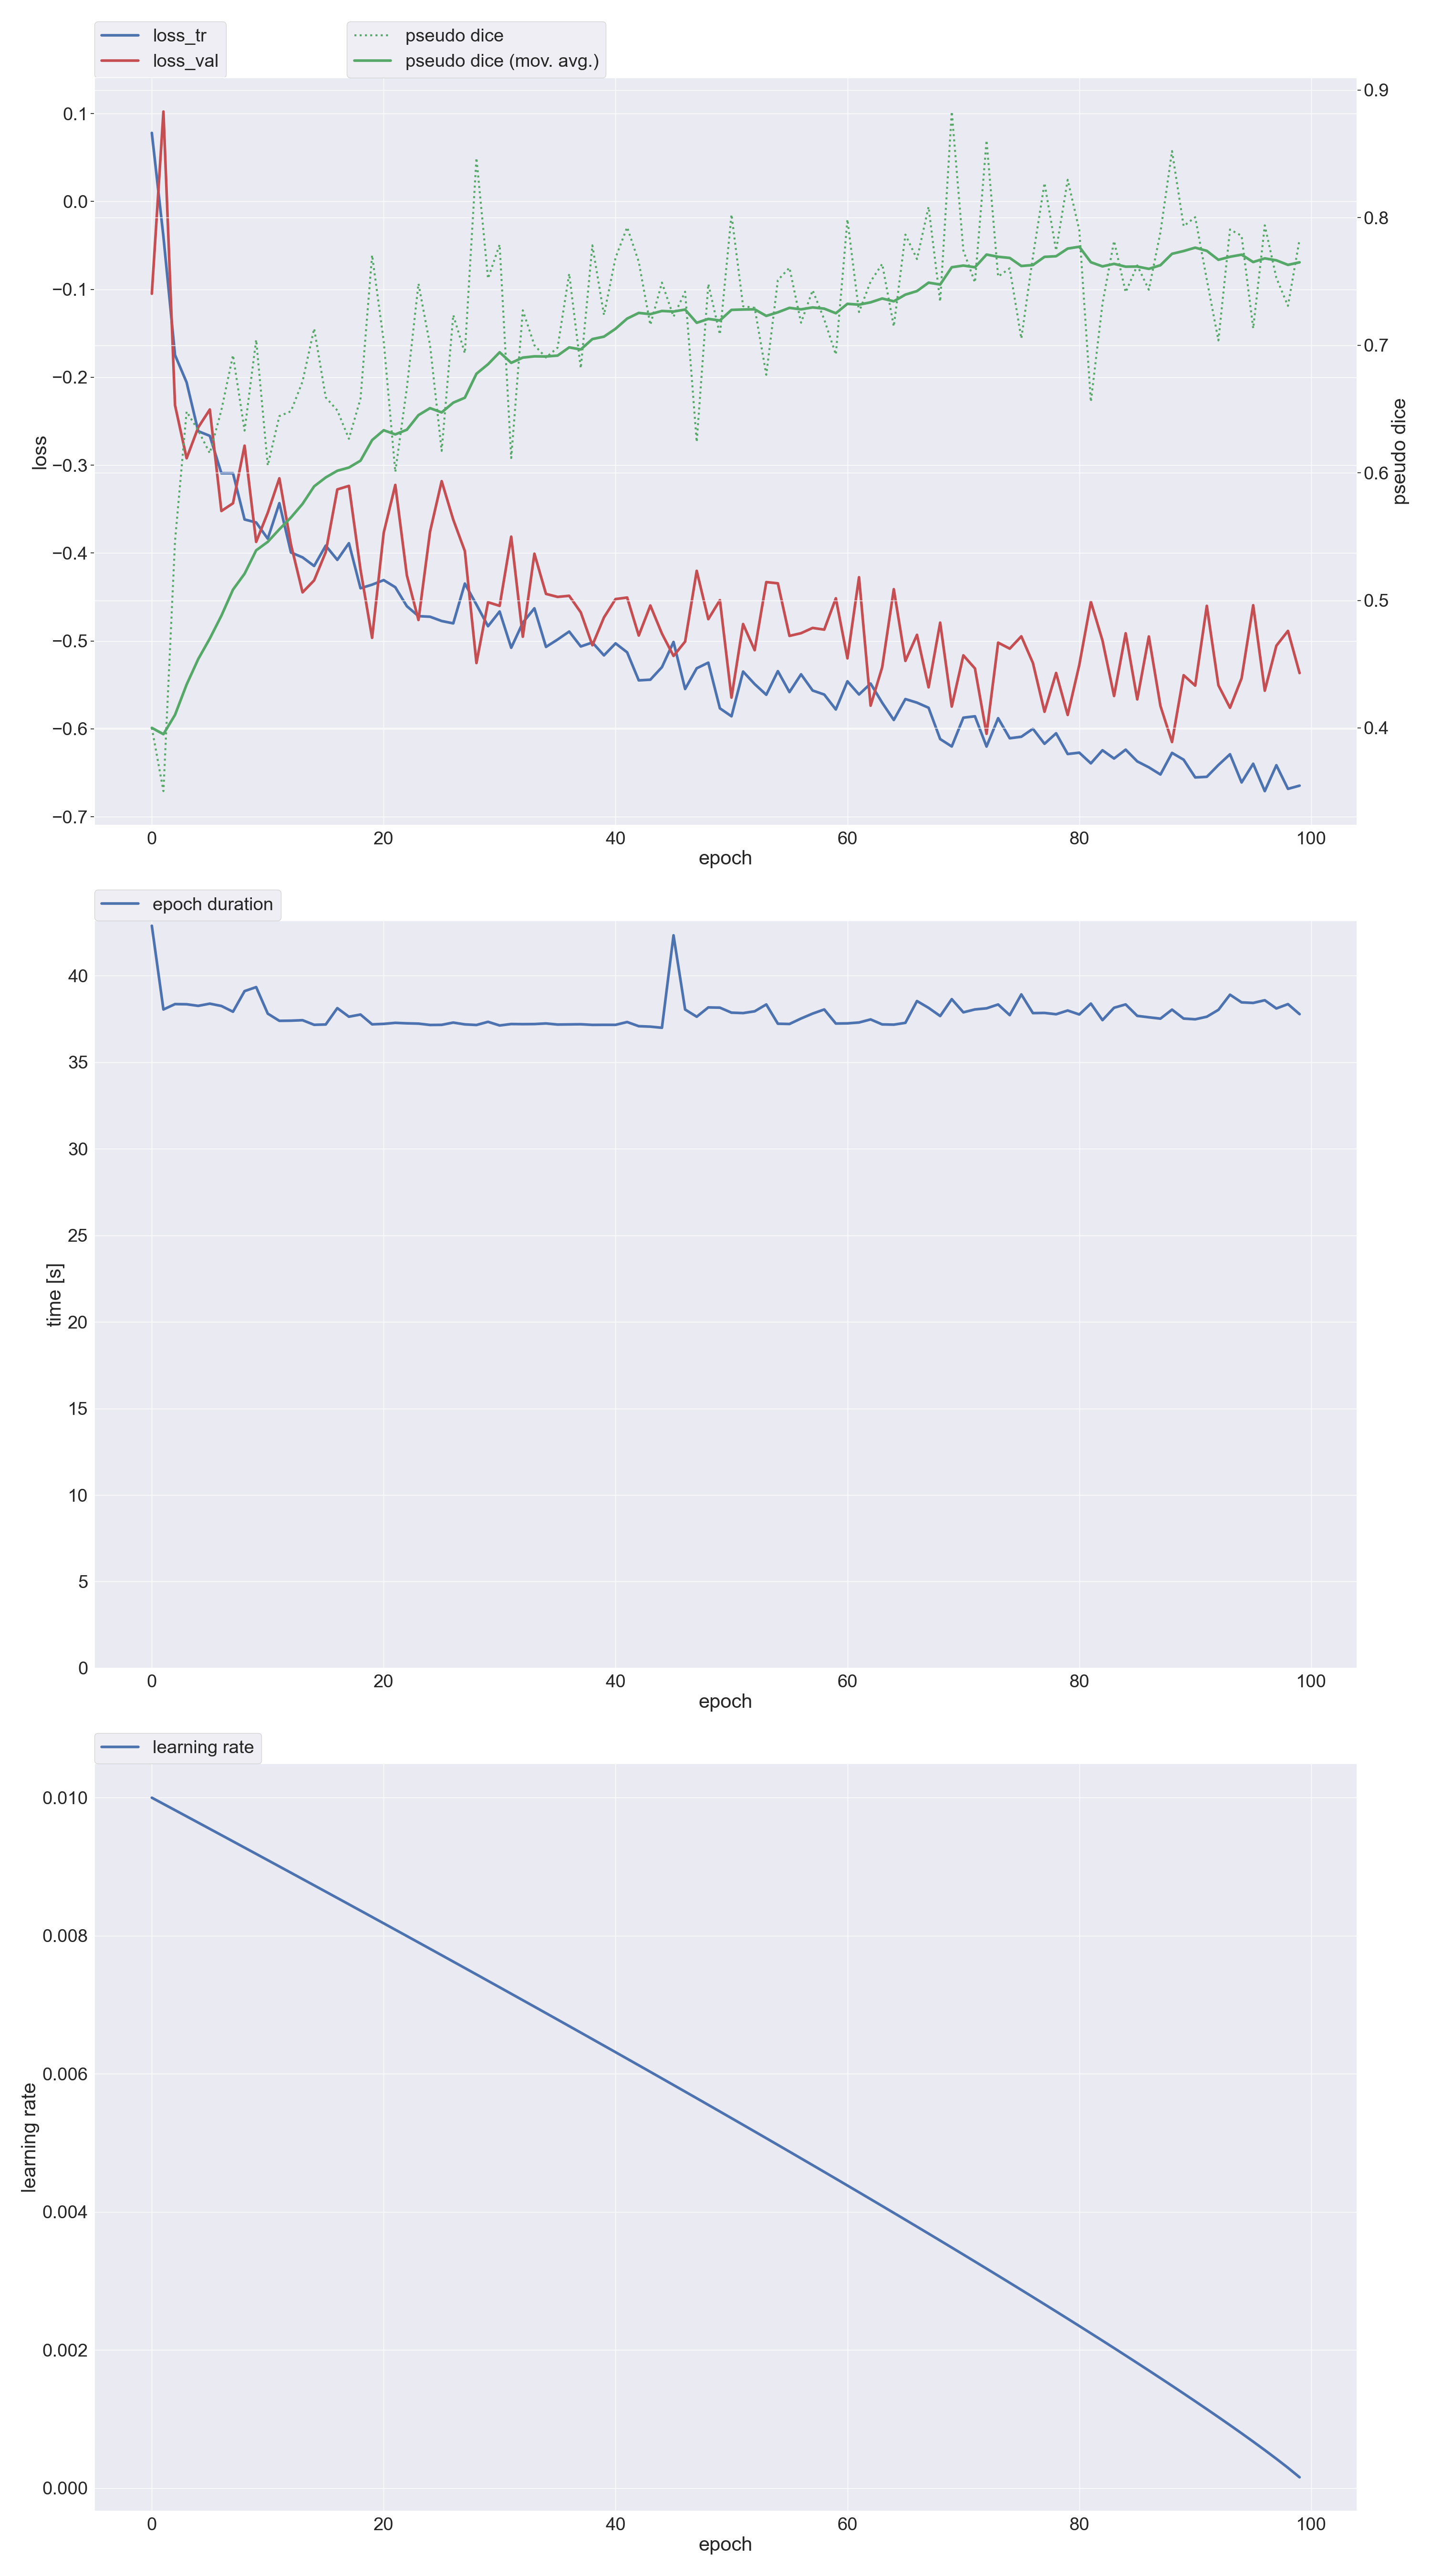 loss_tr
loss_val
pseudo dice
pseudo dice (mov. avg.)
0.1
0.0
−0.1
−0.2
−0.3
−0.4
−0.5
−0.6
−0.7
loss
0.9
0.8
0.7
0.6
0.5
0.4
pseudo dice
0 20 40 60 80 100
epoch
epoch duration
40
35
30
25
20
15
10
5
0
time [s]
0 20 40 60 80 100
epoch
learning rate
0.010
0.008
0.006
0.004
0.002
0.000
learning rate
0 20 40 60 80 100
epoch